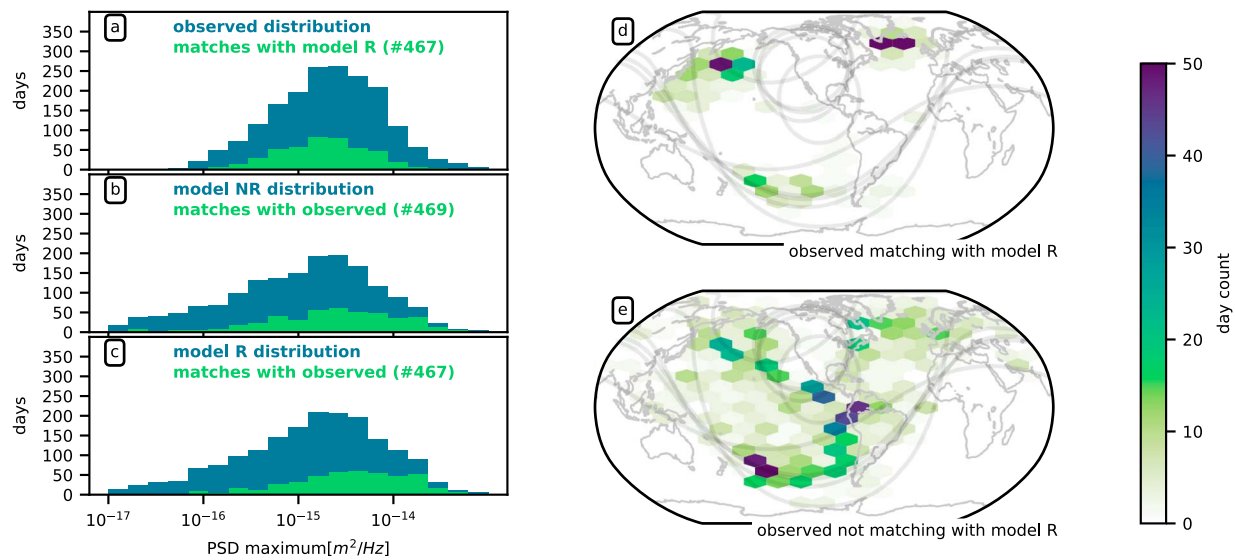 a
observed distribution
matches with model R (#467)
350
300
250
200
150
100
50
0
days
b
model NR distribution
matches with observed (#469)
350
300
250
200
150
100
50
0
days
c
model R distribution
matches with observed (#467)
350
300
250
200
150
100
50
0
days
10⁻¹⁷
10⁻¹⁶
10⁻¹⁵
10⁻¹⁴
PSD maximum[m²/Hz]
d
observed matching with model R
e
observed not matching with model R
50
40
30
20
10
0
day count